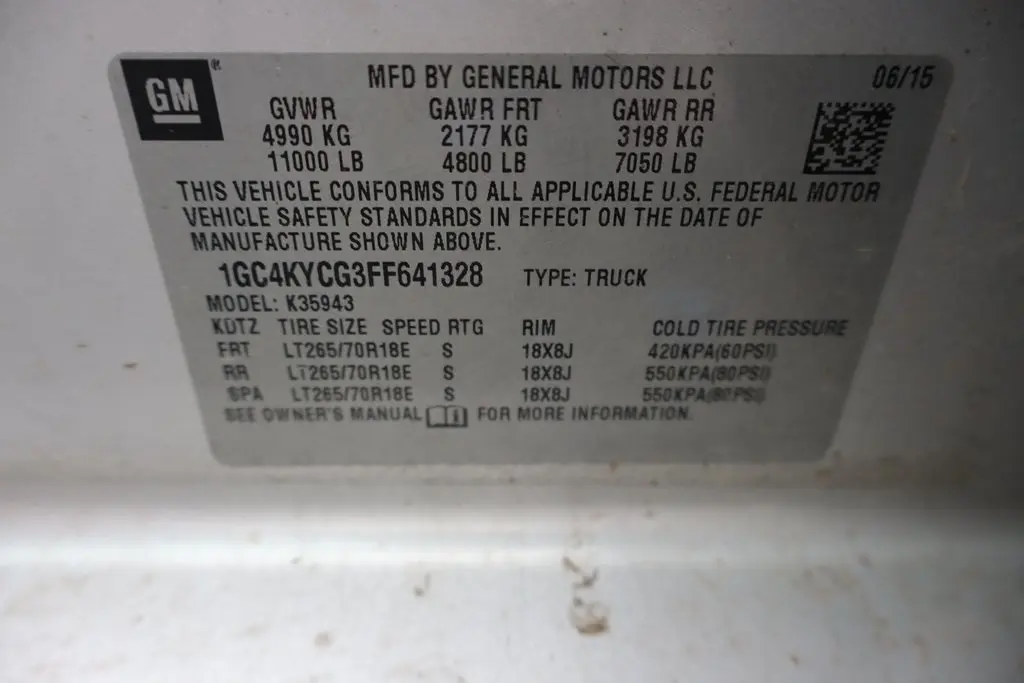 GM®
MFD BY GENERAL MOTORS LLC 06/15
GVWR GAWR FRT GAWR RR
4990 KG 2177 KG 3198 KG
11000 LB 4800 LB 7050 LB
THIS VEHICLE CONFORMS TO ALL APPLICABLE U.S. FEDERAL MOTOR
VEHICLE SAFETY STANDARDS IN EFFECT ON THE DATE OF
MANUFACTURE SHOWN ABOVE.
1GC4KYCG3FF641328 TYPE: TRUCK
MODEL: K35943
KDTZ TIRE SIZE SPEED RTG RIM COLD TIRE PRESSURE
FRT LT265/70R18E S 18X8J 420KPA(60PSI)
RR LT265/70R18E S 18X8J 550KPA(80PSI)
SPA LT265/70R18E S 18X8J 550KPA(80PSI)
SEE OWNER'S MANUAL FOR MORE INFORMATION.